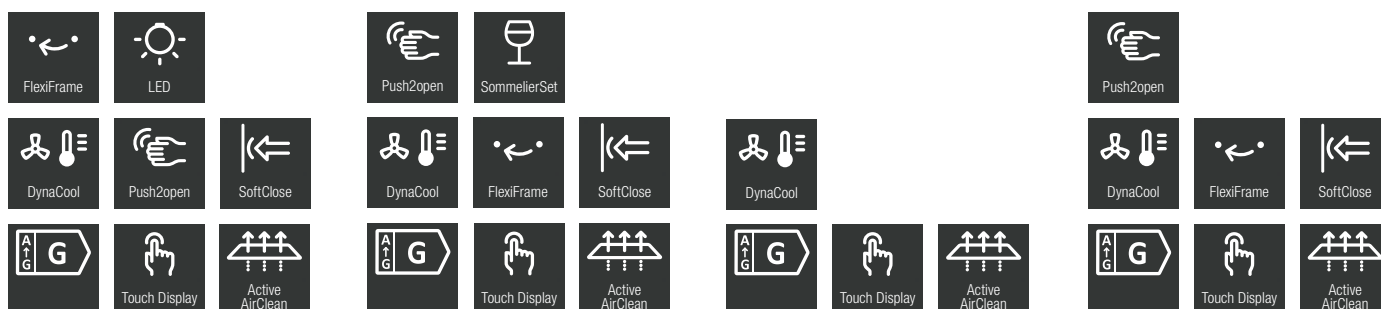 FlexiFrame LED
DynaCool Push2open SoftClose
A G G Touch Display Active AirClean
Push2open SommelierSet
DynaCool FlexiFrame SoftClose
A G G Touch Display Active AirClean
DynaCool
A G G Touch Display Active AirClean
Push2open
DynaCool FlexiFrame SoftClose
A G G Touch Display Active AirClean